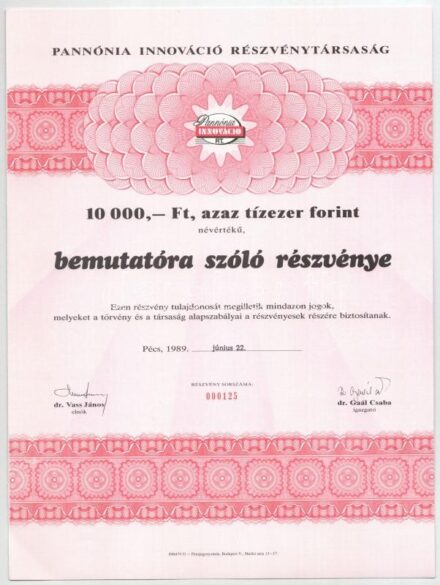 PANNÓNIA INNOVÁCIÓ RÉSZVÉNYTÁRSASÁG
Pannónia
INNOVÁCIÓ
RT.
10 000,— Ft, azaz tízezer forint
névértékű,
bemutatóra szóló részvénye
Ezen részvény tulajdonosát megilletik mindazon jogok,
melyeket a törvény és a társaság alapszabályai a részvényesek részére biztosítanak.
Pécs, 1989. június 22.
RÉSZVÉNY SORSZÁMA:
000125
dr. Vass János
elnök
dr. Gaál Csaba
igazgató